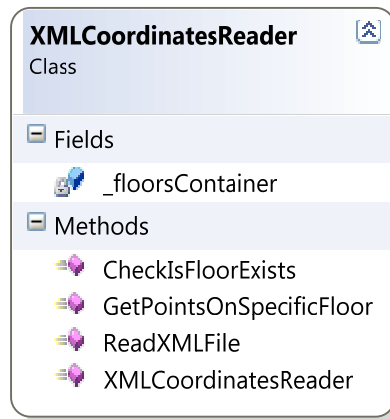 XMLCoordinatesReader
Class
Fields
_floorsContainer
Methods
CheckIsFloorExists
GetPointsOnSpecificFloor
ReadXMLFile
XMLCoordinatesReader